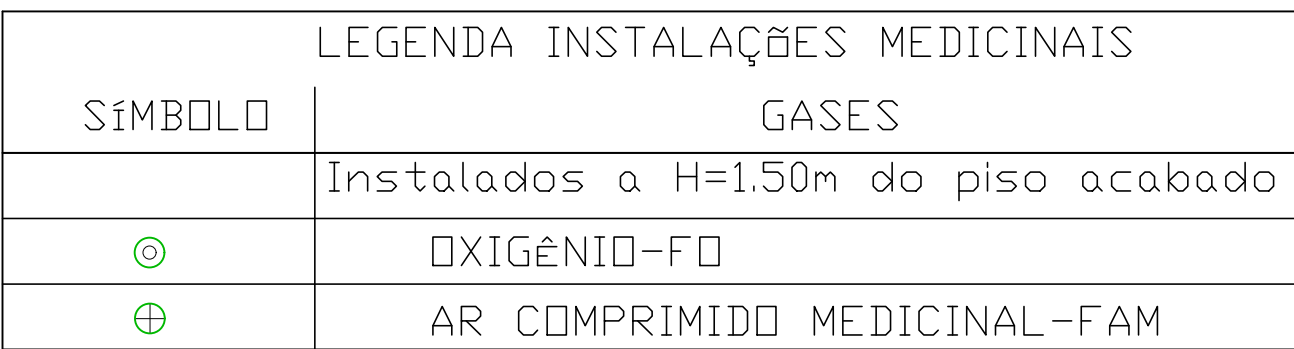 LEGENDA INSTALAÇÕES MEDICINAIS
SíMBOLO GASES
Instalados a H=1.50m do piso acabado
OXIGêNIO-FO
AR COMPRIMIDO MEDICINAL-FAM